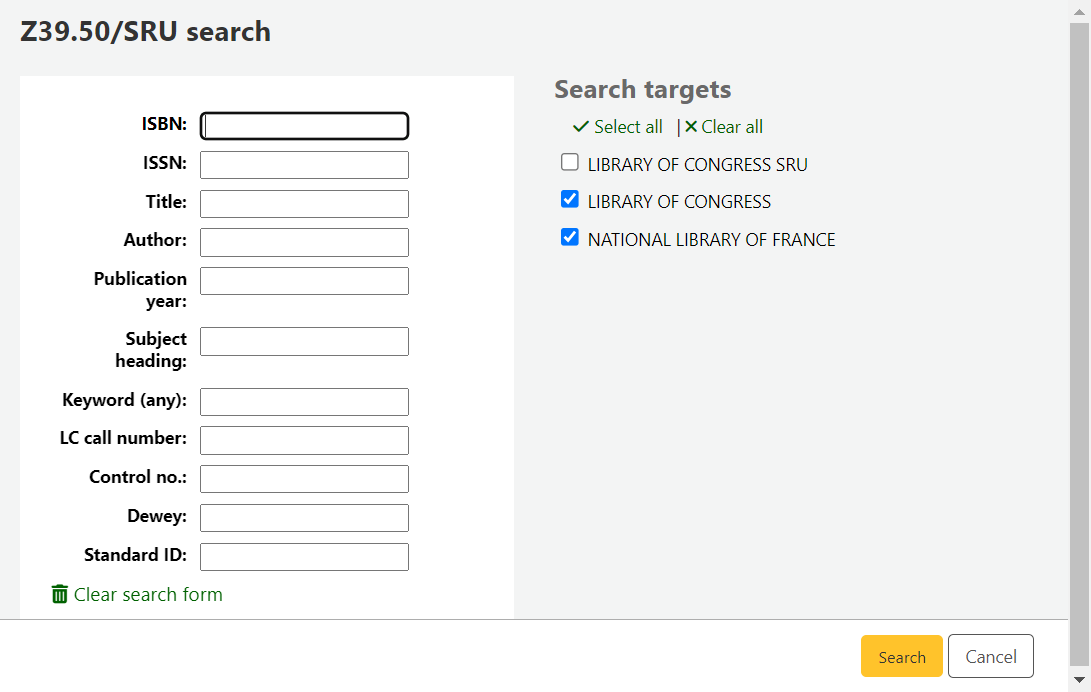 Z39.50/SRU search
ISBN:
ISSN:
Title:
Author:
Publication
year:
Subject
heading:
Keyword (any):
LC call number:
Control no.:
Dewey:
Standard ID:
Clear search form
Search targets
Select all | Clear all
LIBRARY OF CONGRESS SRU
LIBRARY OF CONGRESS
NATIONAL LIBRARY OF FRANCE
Search Cancel